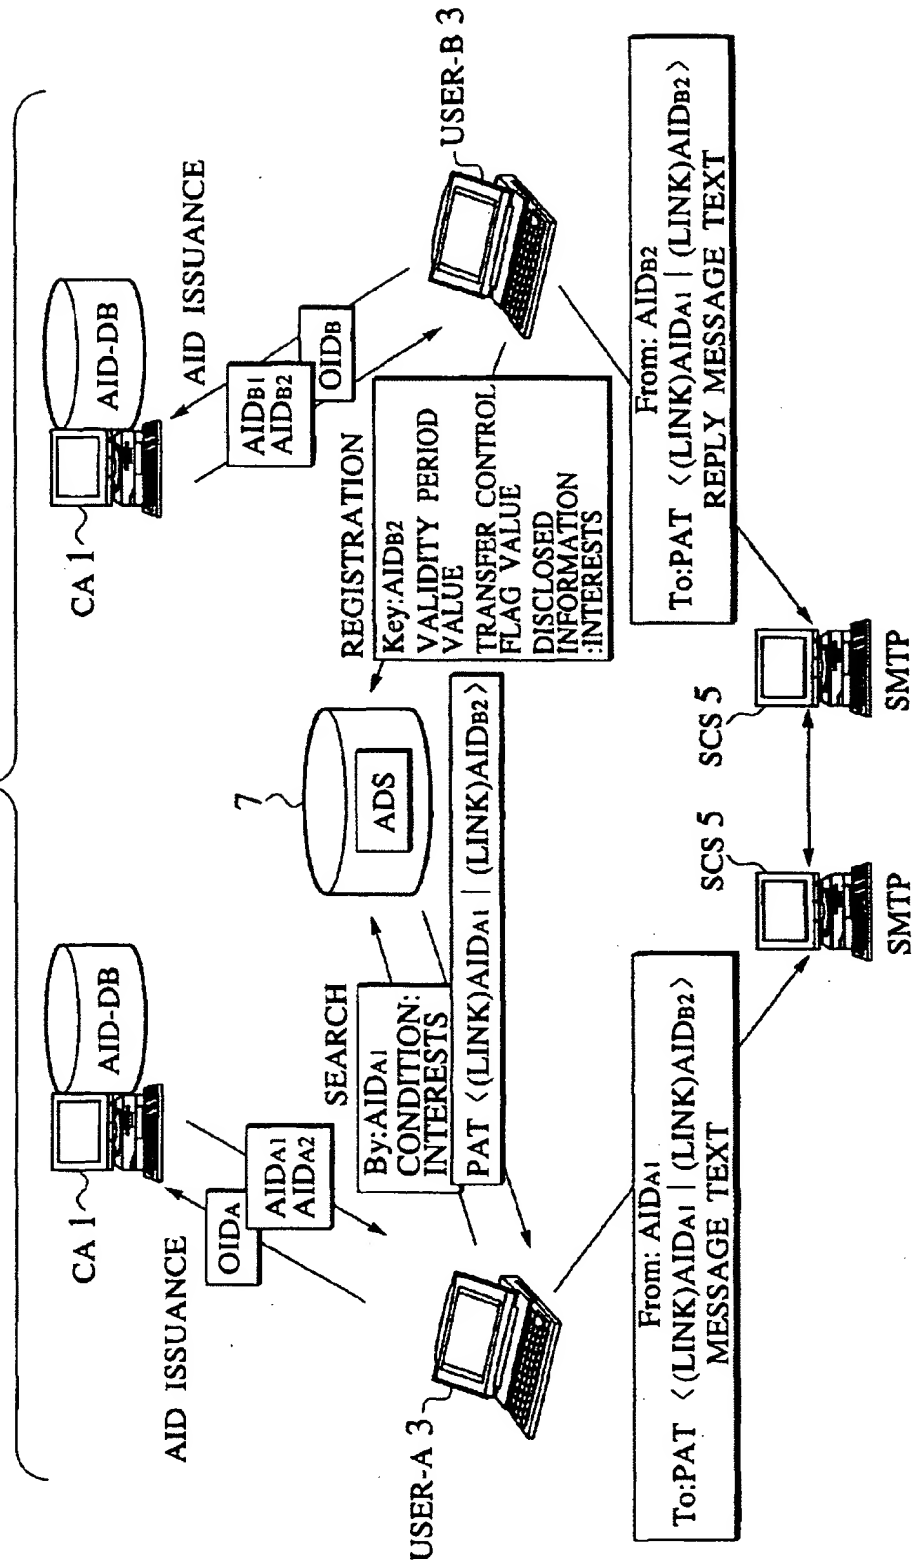 CA 1
AID-DB
AID ISSUANCE
OIDA
AIDA1
AIDA2
USER-A 3
SEARCH
By:AIDA1
CONDITION:
INTERESTS
PAT <(LINK)AIDA1 | (LINK)AIDB2>
7
ADS
CA 1
AID-DB
AID ISSUANCE
AIDB1
AIDB2
OIDB
USER-B 3
REGISTRATION
Key:AIDB2
VALIDITY PERIOD
VALUE
TRANSFER CONTROL
FLAG VALUE
DISCLOSED
INFORMATION
:INTERESTS
From: AIDA1
To:PAT <(LINK)AIDA1 | (LINK)AIDB2>
MESSAGE TEXT
SCS 5
SMTP
SCS 5
SMTP
From: AIDB2
To:PAT <(LINK)AIDA1 | (LINK)AIDB2>
REPLY MESSAGE TEXT